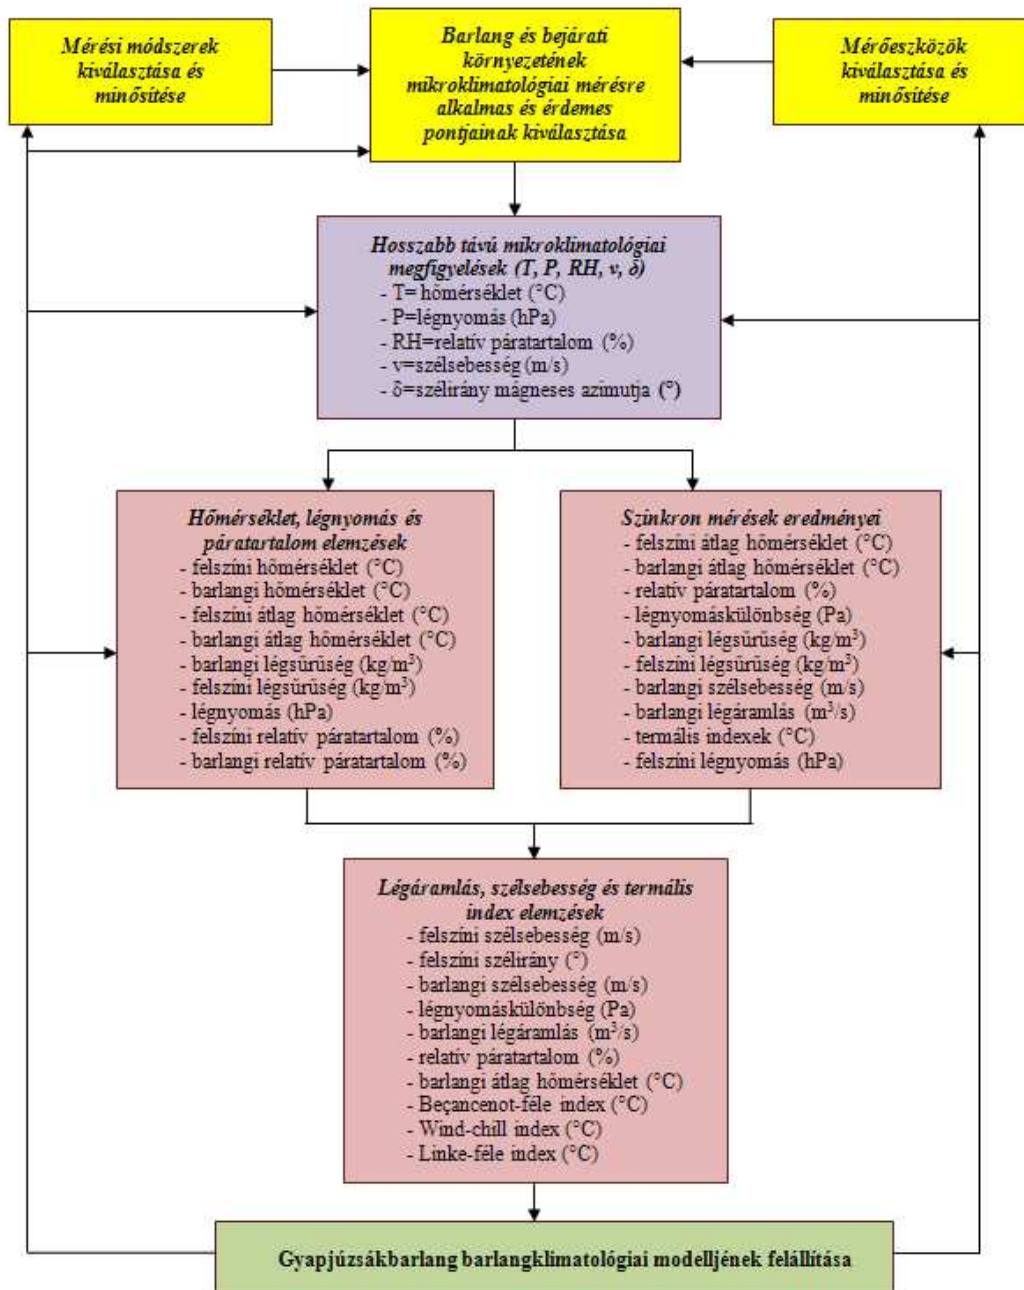 Mérési módszerek
kiválasztása és
minősítése
Barlang és bejárati
környezetének
mikroklimatológiai mérésre
alkalmas és érdemes
pontjainak kiválasztása
Mérőeszközök
kiválasztása és
minősítése
Hosszabb távú mikroklimatológiai
megfigyelések (T, P, RH, v, δ)
- T= hőmérséklet (°C)
- P=légnyomás (hPa)
- RH=relatív páratartalom (%)
- v=szélsebesség (m/s)
- δ=szélirány mágneses azimutja (°)
Hőmérséklet, légnyomás és
páratartalom elemzések
- felszíni hőmérséklet (°C)
- barlangi hőmérséklet (°C)
- felszíni átlag hőmérséklet (°C)
- barlangi átlag hőmérséklet (°C)
- barlangi légsűrűség (kg/m³)
- felszíni légsűrűség (kg/m³)
- légnyomás (hPa)
- felszíni relatív páratartalom (%)
- barlangi relatív páratartalom (%)
Szinkron mérések eredményei
- felszíni átlag hőmérséklet (°C)
- barlangi átlag hőmérséklet (°C)
- relatív páratartalom (%)
- légnyomáskülönbség (Pa)
- barlangi légsűrűség (kg/m³)
- felszíni légsűrűség (kg/m³)
- barlangi szélsebesség (m/s)
- barlangi légáramlás (m³/s)
- termális indexek (°C)
- felszíni légnyomás (hPa)
Légáramlás, szélsebesség és termális
index elemzések
- felszíni szélsebesség (m/s)
- felszíni szélirány (°)
- barlangi szélsebesség (m/s)
- légnyomáskülönbség (Pa)
- barlangi légáramlás (m³/s)
- relatív páratartalom (%)
- barlangi átlag hőmérséklet (°C)
- Beçancenot-féle index (°C)
- Wind-chill index (°C)
- Linke-féle index (°C)
Gyapjúzsákbarlang barlangklimatológiai modelljének felállítása